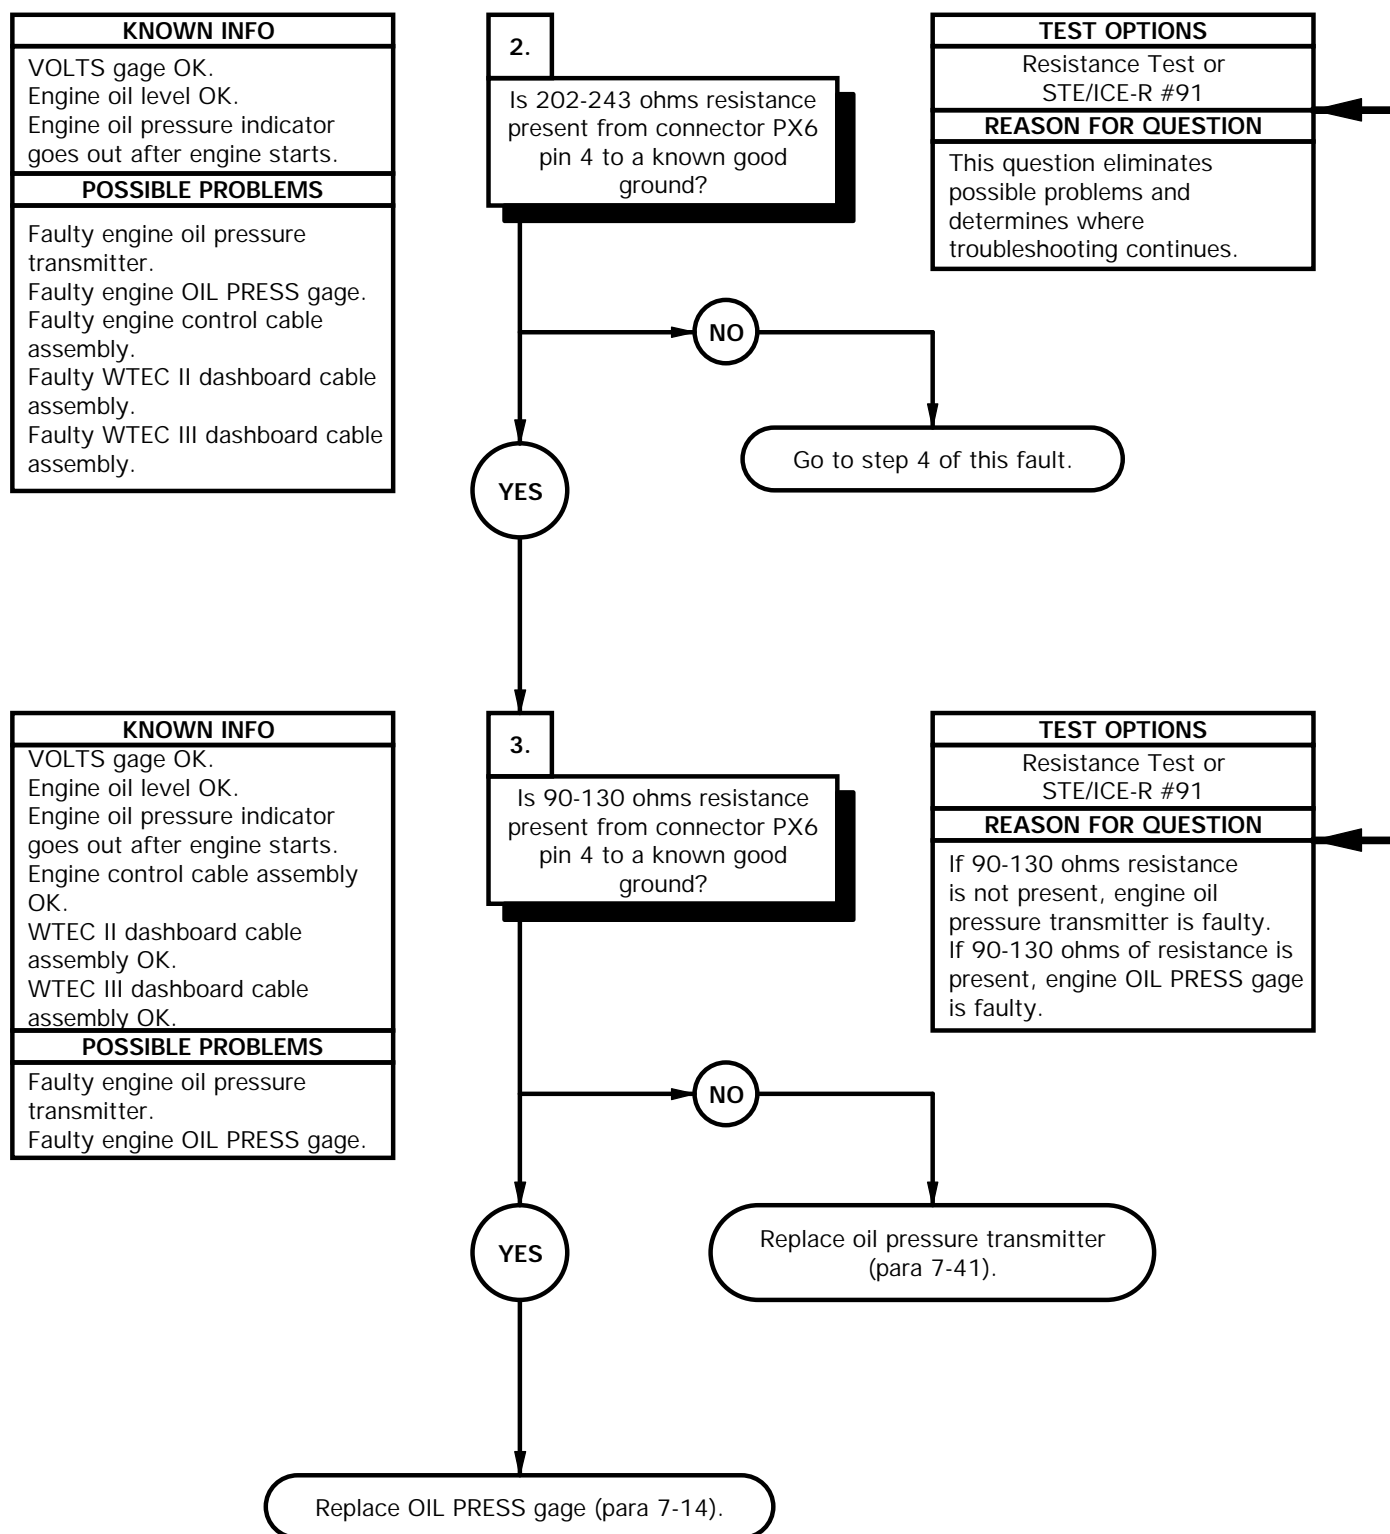 KNOWN INFO
VOLTS gage OK.
Engine oil level OK.
Engine oil pressure indicator
goes out after engine starts.
POSSIBLE PROBLEMS
Faulty engine oil pressure
transmitter.
Faulty engine OIL PRESS gage.
Faulty engine control cable
assembly.
Faulty WTEC II dashboard cable
assembly.
Faulty WTEC III dashboard cable
assembly.
2.
Is 202-243 ohms resistance
present from connector PX6
pin 4 to a known good
ground?
TEST OPTIONS
Resistance Test or
STE/ICE-R #91
REASON FOR QUESTION
This question eliminates
possible problems and
determines where
troubleshooting continues.
NO
Go to step 4 of this fault.
YES
KNOWN INFO
VOLTS gage OK.
Engine oil level OK.
Engine oil pressure indicator
goes out after engine starts.
Engine control cable assembly
OK.
WTEC II dashboard cable
assembly OK.
WTEC III dashboard cable
assembly OK.
POSSIBLE PROBLEMS
Faulty engine oil pressure
transmitter.
Faulty engine OIL PRESS gage.
3.
Is 90-130 ohms resistance
present from connector PX6
pin 4 to a known good
ground?
TEST OPTIONS
Resistance Test or
STE/ICE-R #91
REASON FOR QUESTION
If 90-130 ohms resistance
is not present, engine oil
pressure transmitter is faulty.
If 90-130 ohms of resistance is
present, engine OIL PRESS gage
is faulty.
NO
Replace oil pressure transmitter
(para 7-41).
YES
Replace OIL PRESS gage (para 7-14).